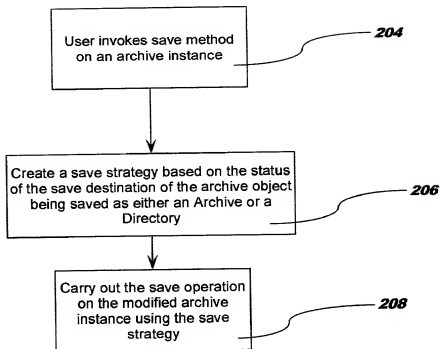 User invokes save method
on an archive instance
204
Create a save strategy based on the status
of the save destination of the archive object
being saved as either an Archive or a
Directory
206
Carry out the save operation
on the modified archive
instance using the save
strategy
208